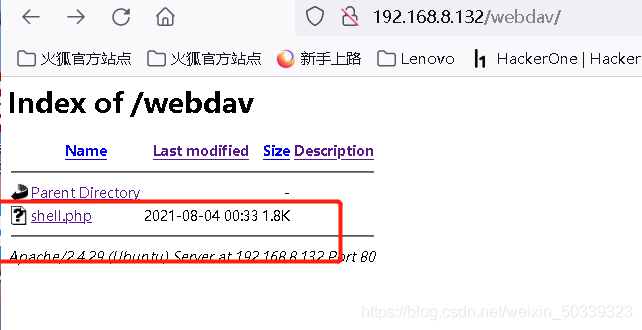 192.168.8.132/webdav/
火狐官方站点 火狐官方站点 新手上路 Lenovo HackerOne | Hacker
Index of /webdav
Name Last modified Size Description
Parent Directory -
shell.php 2021-08-04 00:33 1.8K
Apache/2.4.29 (Ubuntu) Server at 192.168.8.132 Port 80
https://blog.csdn.net/weixin_50339323